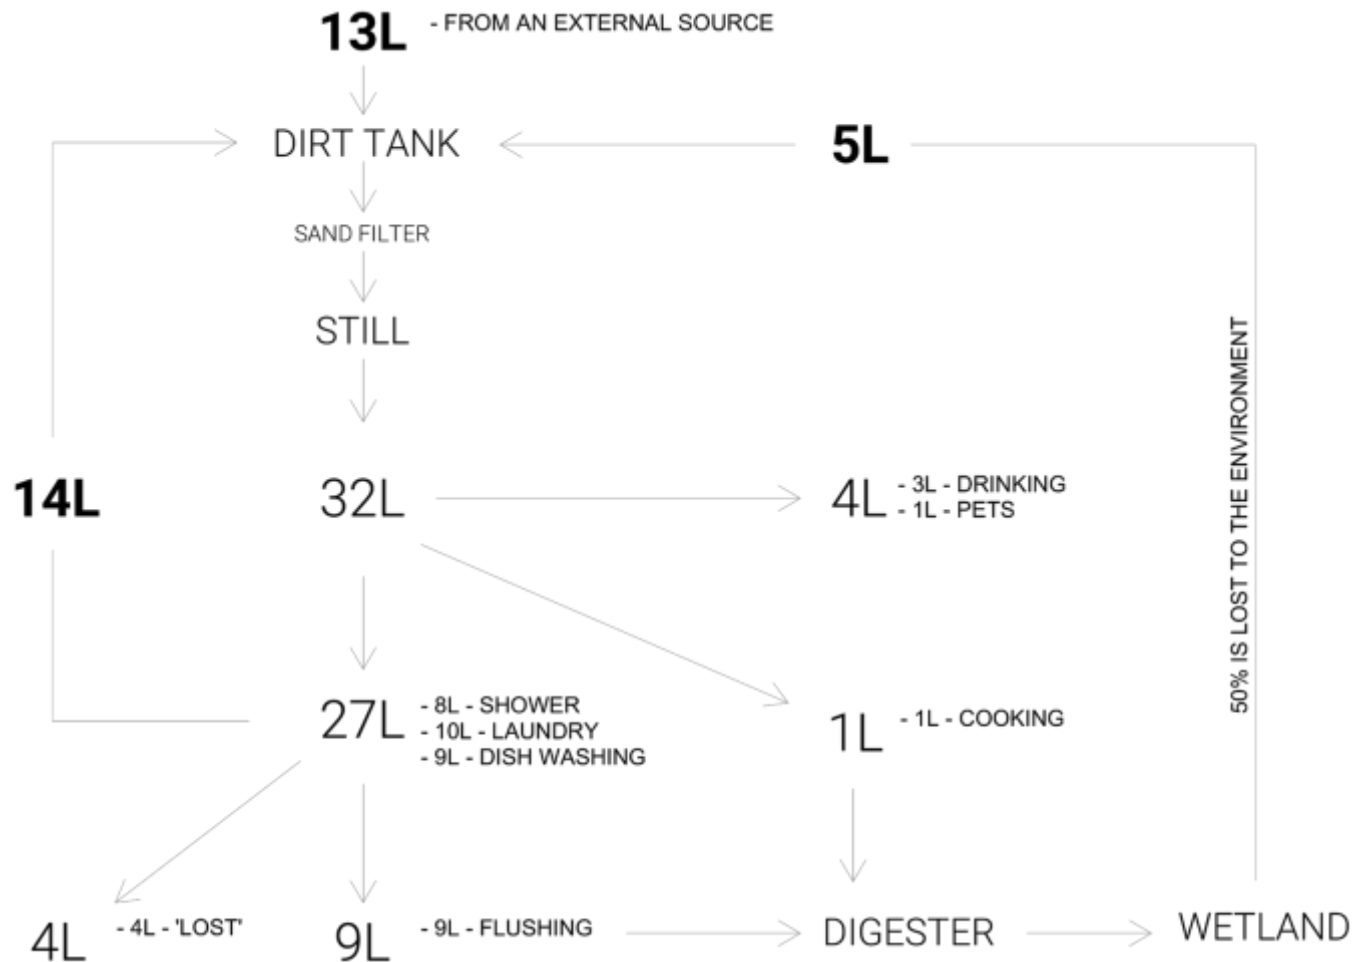 13L - FROM AN EXTERNAL SOURCE
DIRT TANK
5L
SAND FILTER
STILL
50% IS LOST TO THE ENVIRONMENT
14L
32L
4L - 3L - DRINKING
- 1L - PETS
27L - 8L - SHOWER
- 10L - LAUNDRY
- 9L - DISH WASHING
1L - 1L - COOKING
4L - 4L - 'LOST'
9L - 9L - FLUSHING
DIGESTER
WETLAND